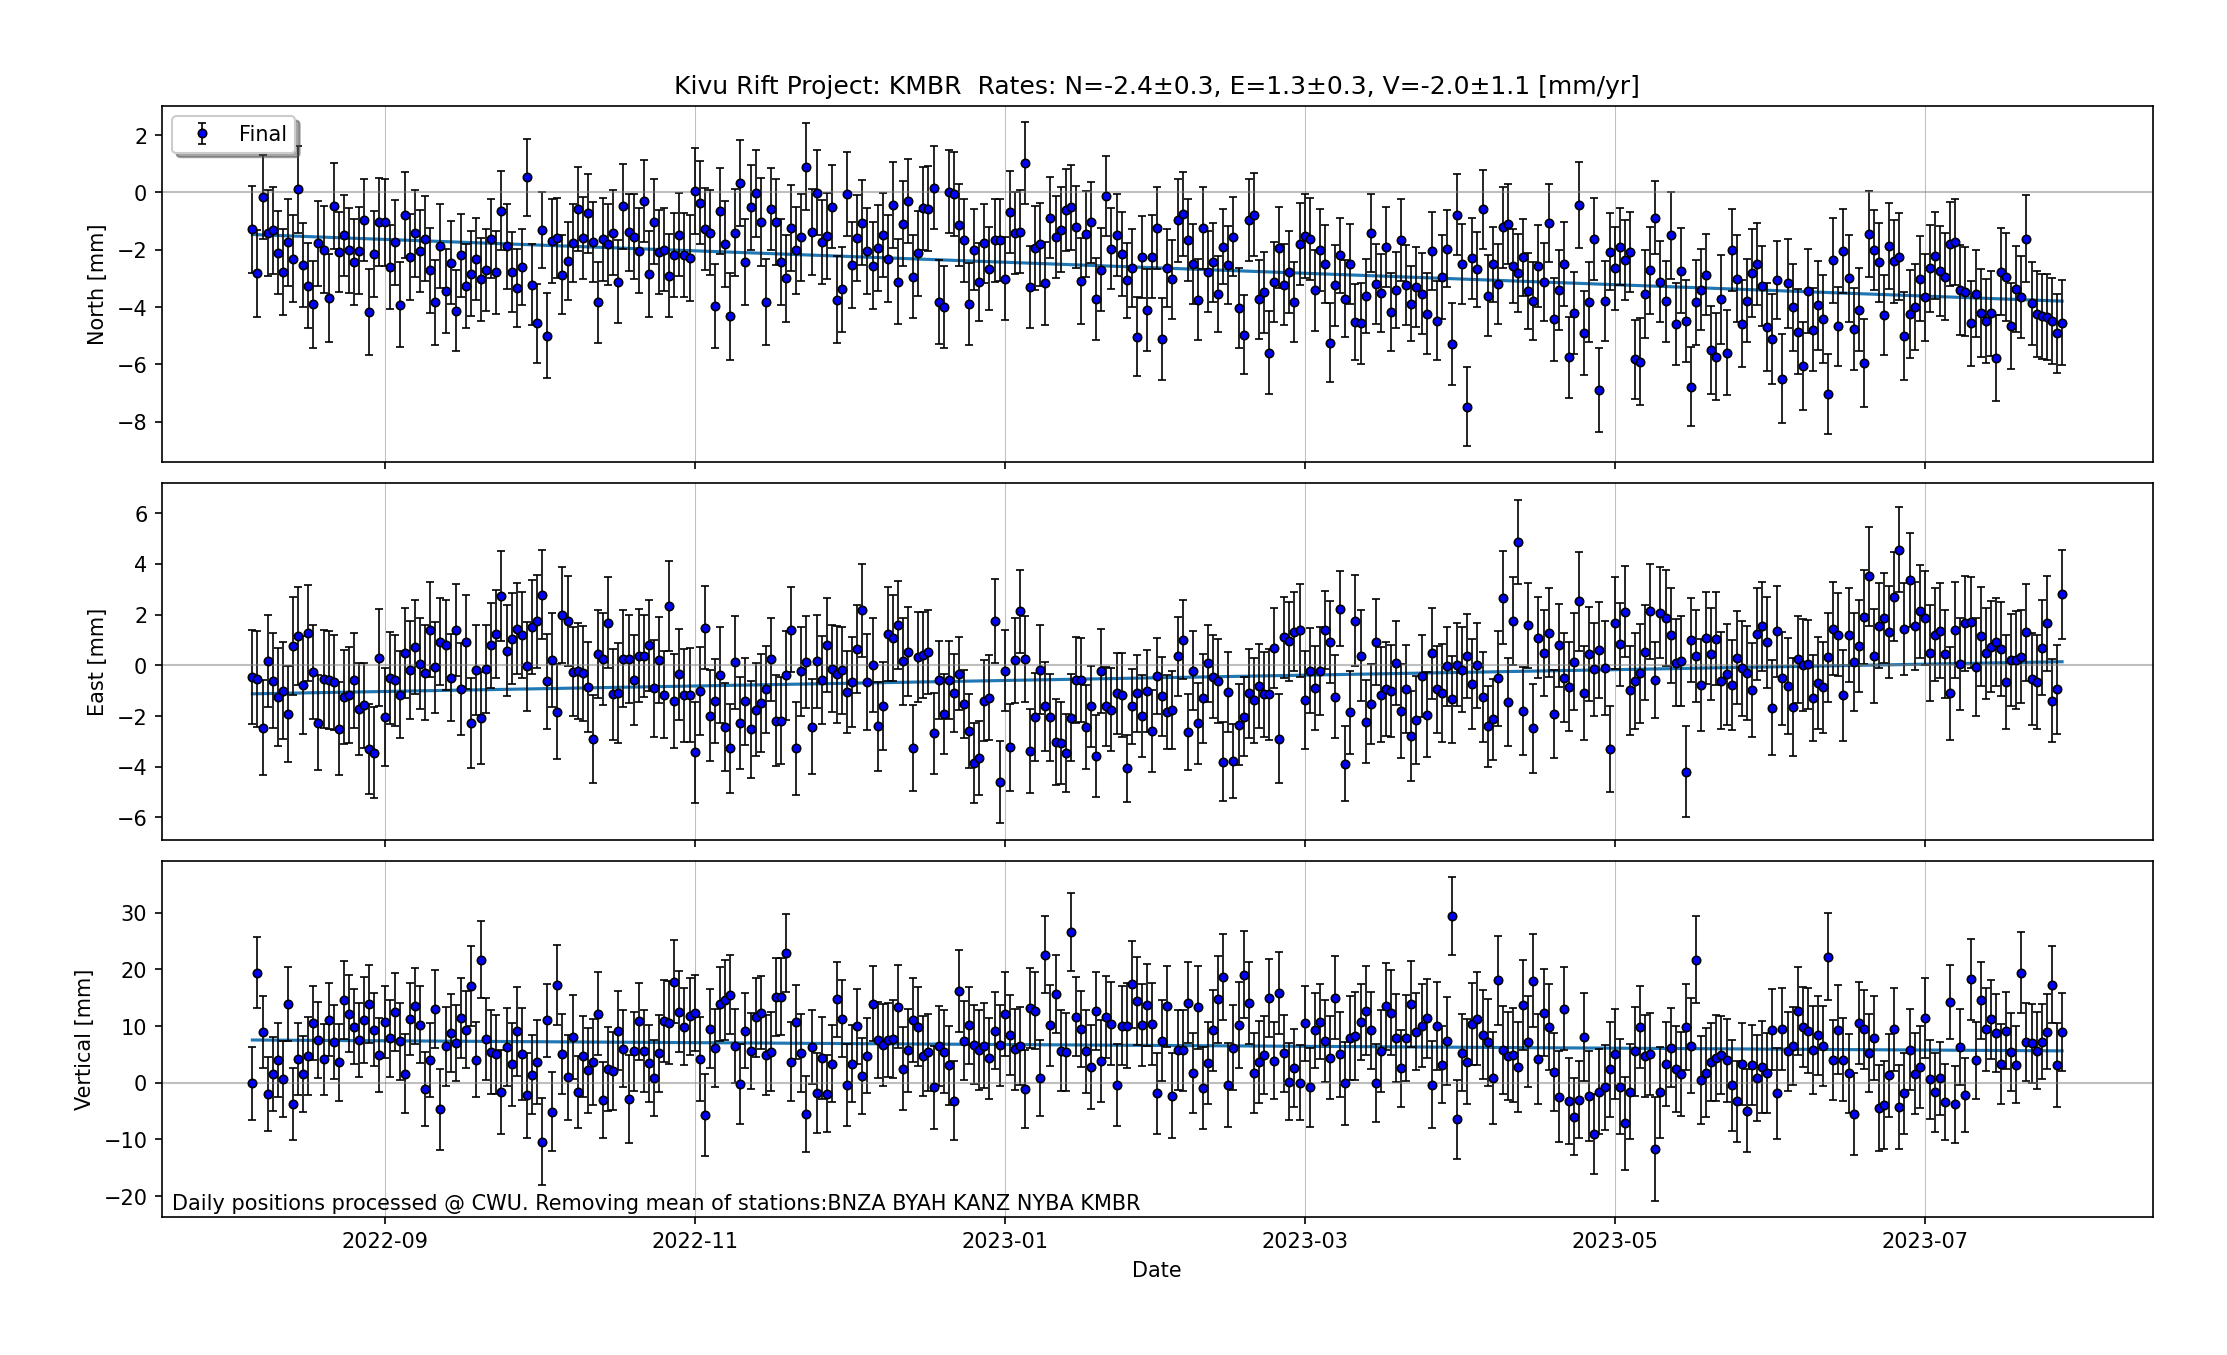 Kivu Rift Project: KMBR  Rates: N=-2.4±0.3, E=1.3±0.3, V=-2.0±1.1 [mm/yr]
Final
North [mm]
2
0
−2
−4
−6
−8
East [mm]
6
4
2
0
−2
−4
−6
Vertical [mm]
30
20
10
0
−10
−20
Daily positions processed @ CWU. Removing mean of stations:BNZA BYAH KANZ NYBA KMBR
2022-09 2022-11 2023-01 2023-03 2023-05 2023-07
Date